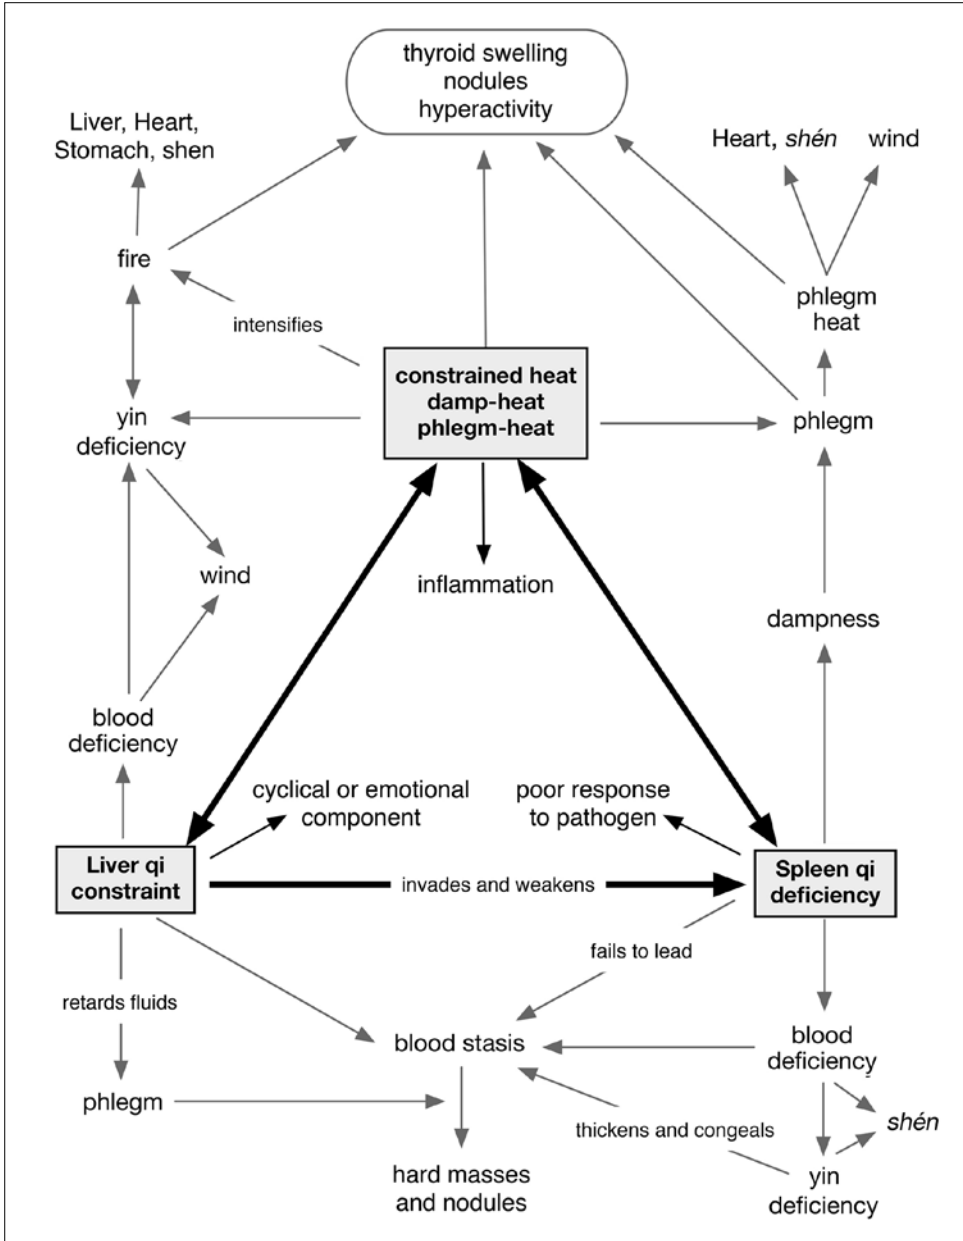 thyroid swelling
nodules
hyperactivity
Liver, Heart,
Stomach, shen
Heart, shén
wind
fire
phlegm
heat
intensifies
constrained heat
damp-heat
phlegm-heat
yin
deficiency
phlegm
wind
inflammation
dampness
blood
deficiency
cyclical or emotional
component
poor response
to pathogen
Liver qi
constraint
invades and weakens
Spleen qi
deficiency
fails to lead
retards fluids
blood stasis
blood
deficiency
phlegm
thickens and congeals
shén
hard masses
and nodules
yin
deficiency